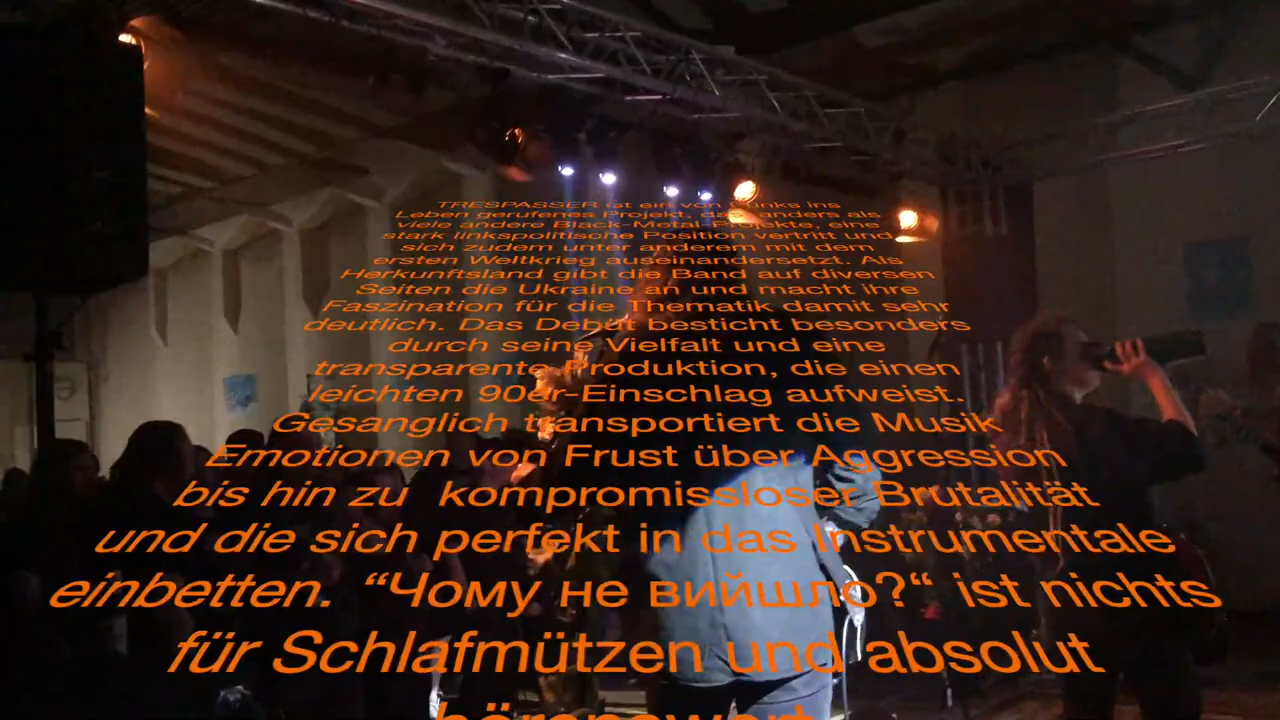 TRESPASSER ist ein von Punks ins
Leben gerufenes Projekt, das anders als
viele andere Black-Metal-Projekte, eine
stark linkspolitische Position vertritt und
sich zudem unter anderem mit dem
ersten Weltkrieg auseinandersetzt. Als
Herkunftsland gibt die Band auf diversen
Seiten die Ukraine an und macht ihre
Faszination für die Thematik damit sehr
deutlich. Das Debüt besticht besonders
durch seine Vielfalt und eine
transparente Produktion, die einen
leichten 90er-Einschlag aufweist.
Gesanglich transportiert die Musik
Emotionen von Frust über Aggression
bis hin zu kompromissloser Brutalität
und die sich perfekt in das Instrumentale
einbetten. “Чому не вийшло?“ ist nichts
für Schlafmützen und absolut
hörenswert